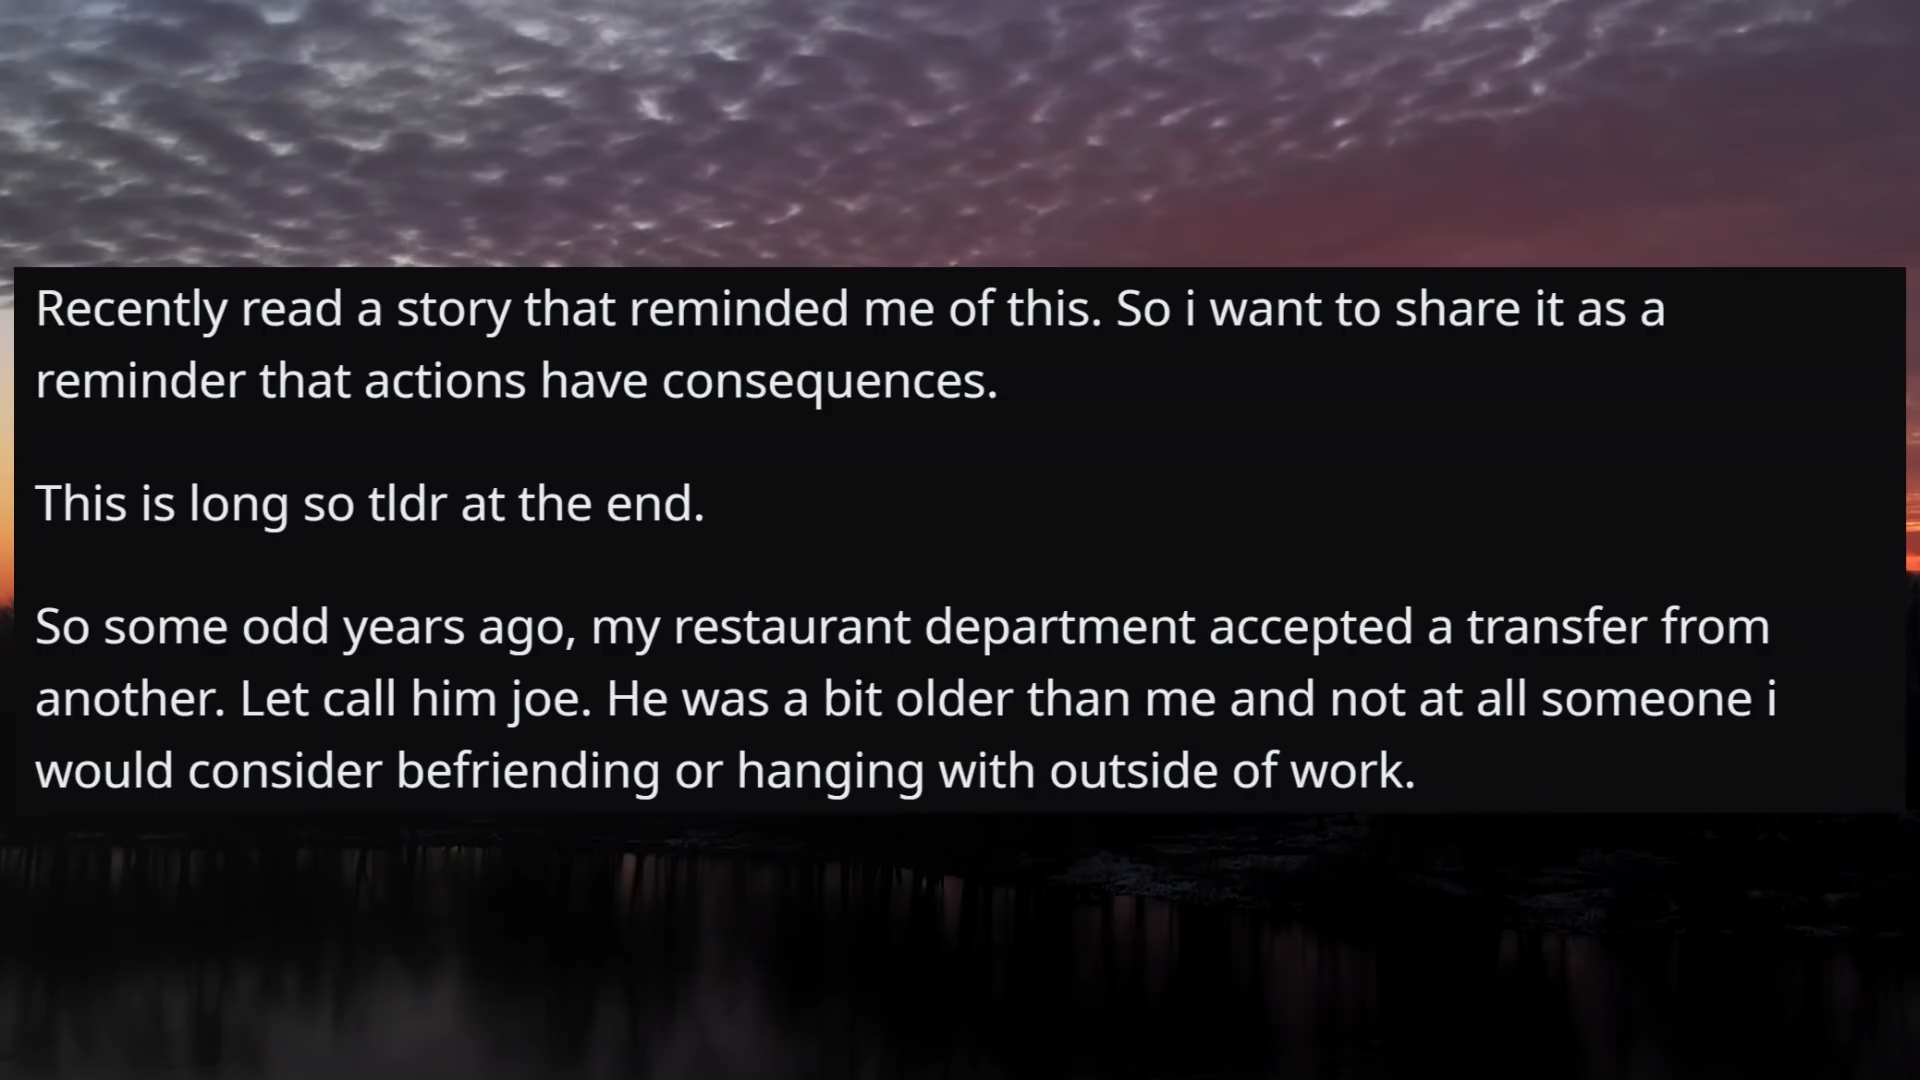 Recently read a story that reminded me of this. So i want to share it as a
reminder that actions have consequences.
This is long so tldr at the end.
So some odd years ago, my restaurant department accepted a transfer from
another. Let call him joe. He was a bit older than me and not at all someone i
would consider befriending or hanging with outside of work.